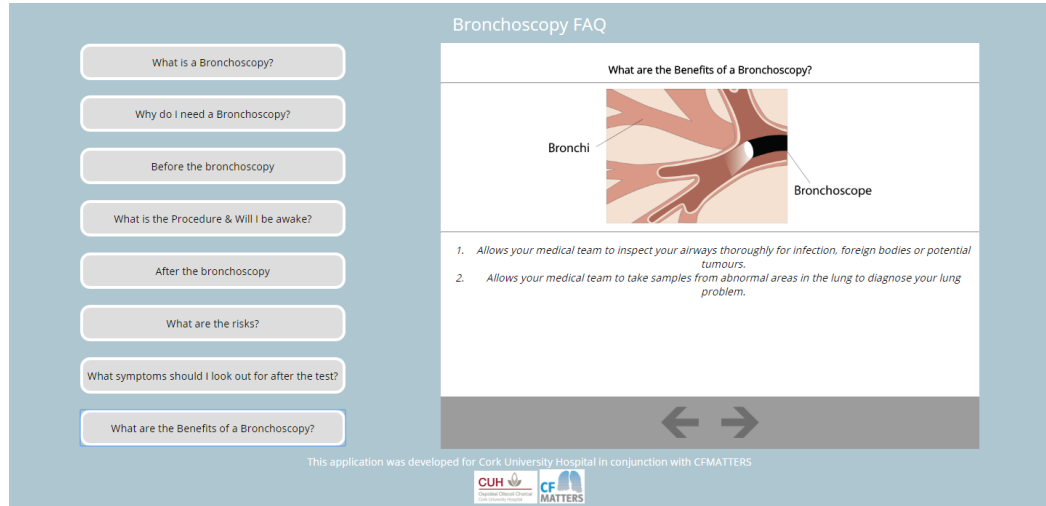 Bronchoscopy FAQ
What is a Bronchoscopy?
Why do I need a Bronchoscopy?
Before the bronchoscopy
What is the Procedure & Will I be awake?
After the bronchoscopy
What are the risks?
What symptoms should I look out for after the test?
What are the Benefits of a Bronchoscopy?
What are the Benefits of a Bronchoscopy?
Bronchi
Bronchoscope
1. Allows your medical team to inspect your airways thoroughly for infection, foreign bodies or potential
tumours.
2. Allows your medical team to take samples from abnormal areas in the lung to diagnose your lung
problem.
This application was developed for Cork University Hospital in conjunction with CFMATTERS
CUH
Cork University Hospital
CF
MATTERS